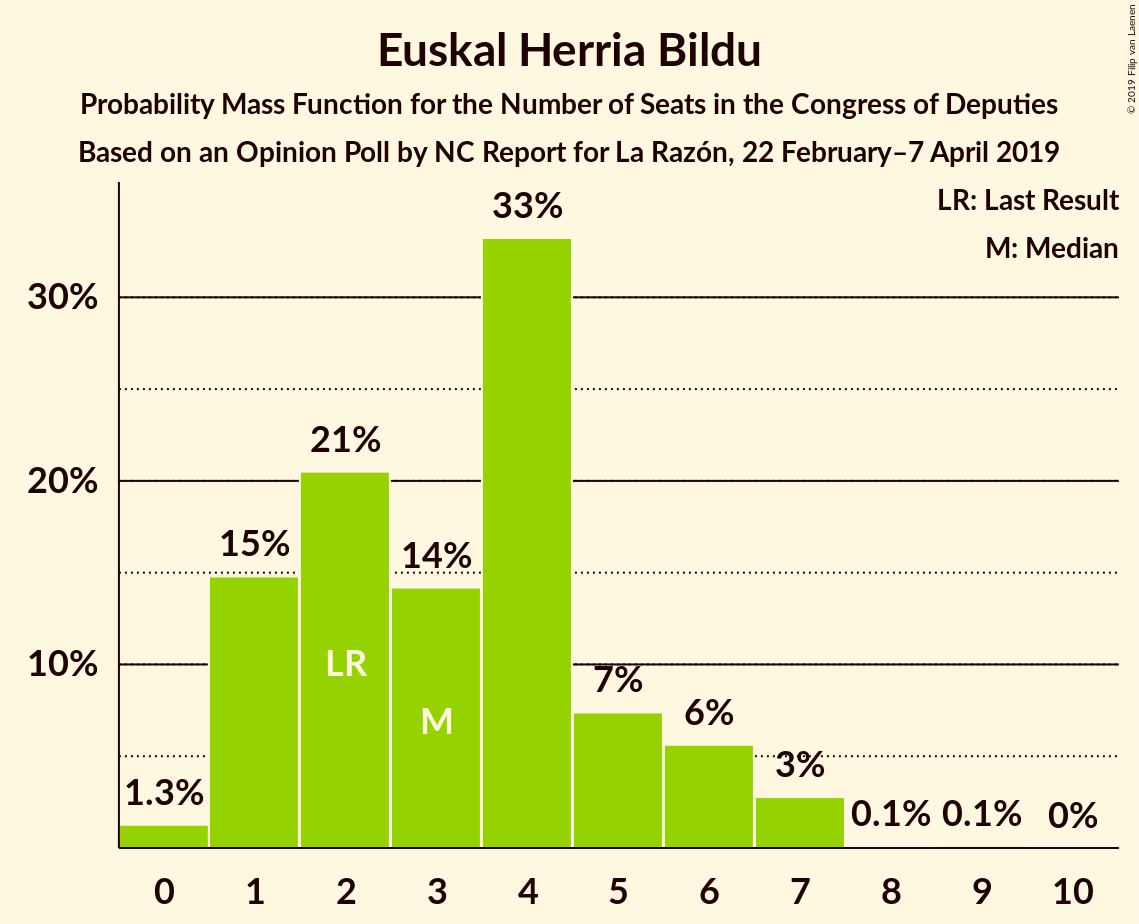 Euskal Herria Bildu
Probability Mass Function for the Number of Seats in the Congress of Deputies
Based on an Opinion Poll by NC Report for La Razón, 22 February–7 April 2019
© 2019 Filip van Laenen
LR: Last Result
M: Median
33%
30%
21%
20%
15%
14%
10%
LR
7%
M
6%
3%
1.3%
0.1%
0.1%
0%
0 1 2 3 4 5 6 7 8 9 10